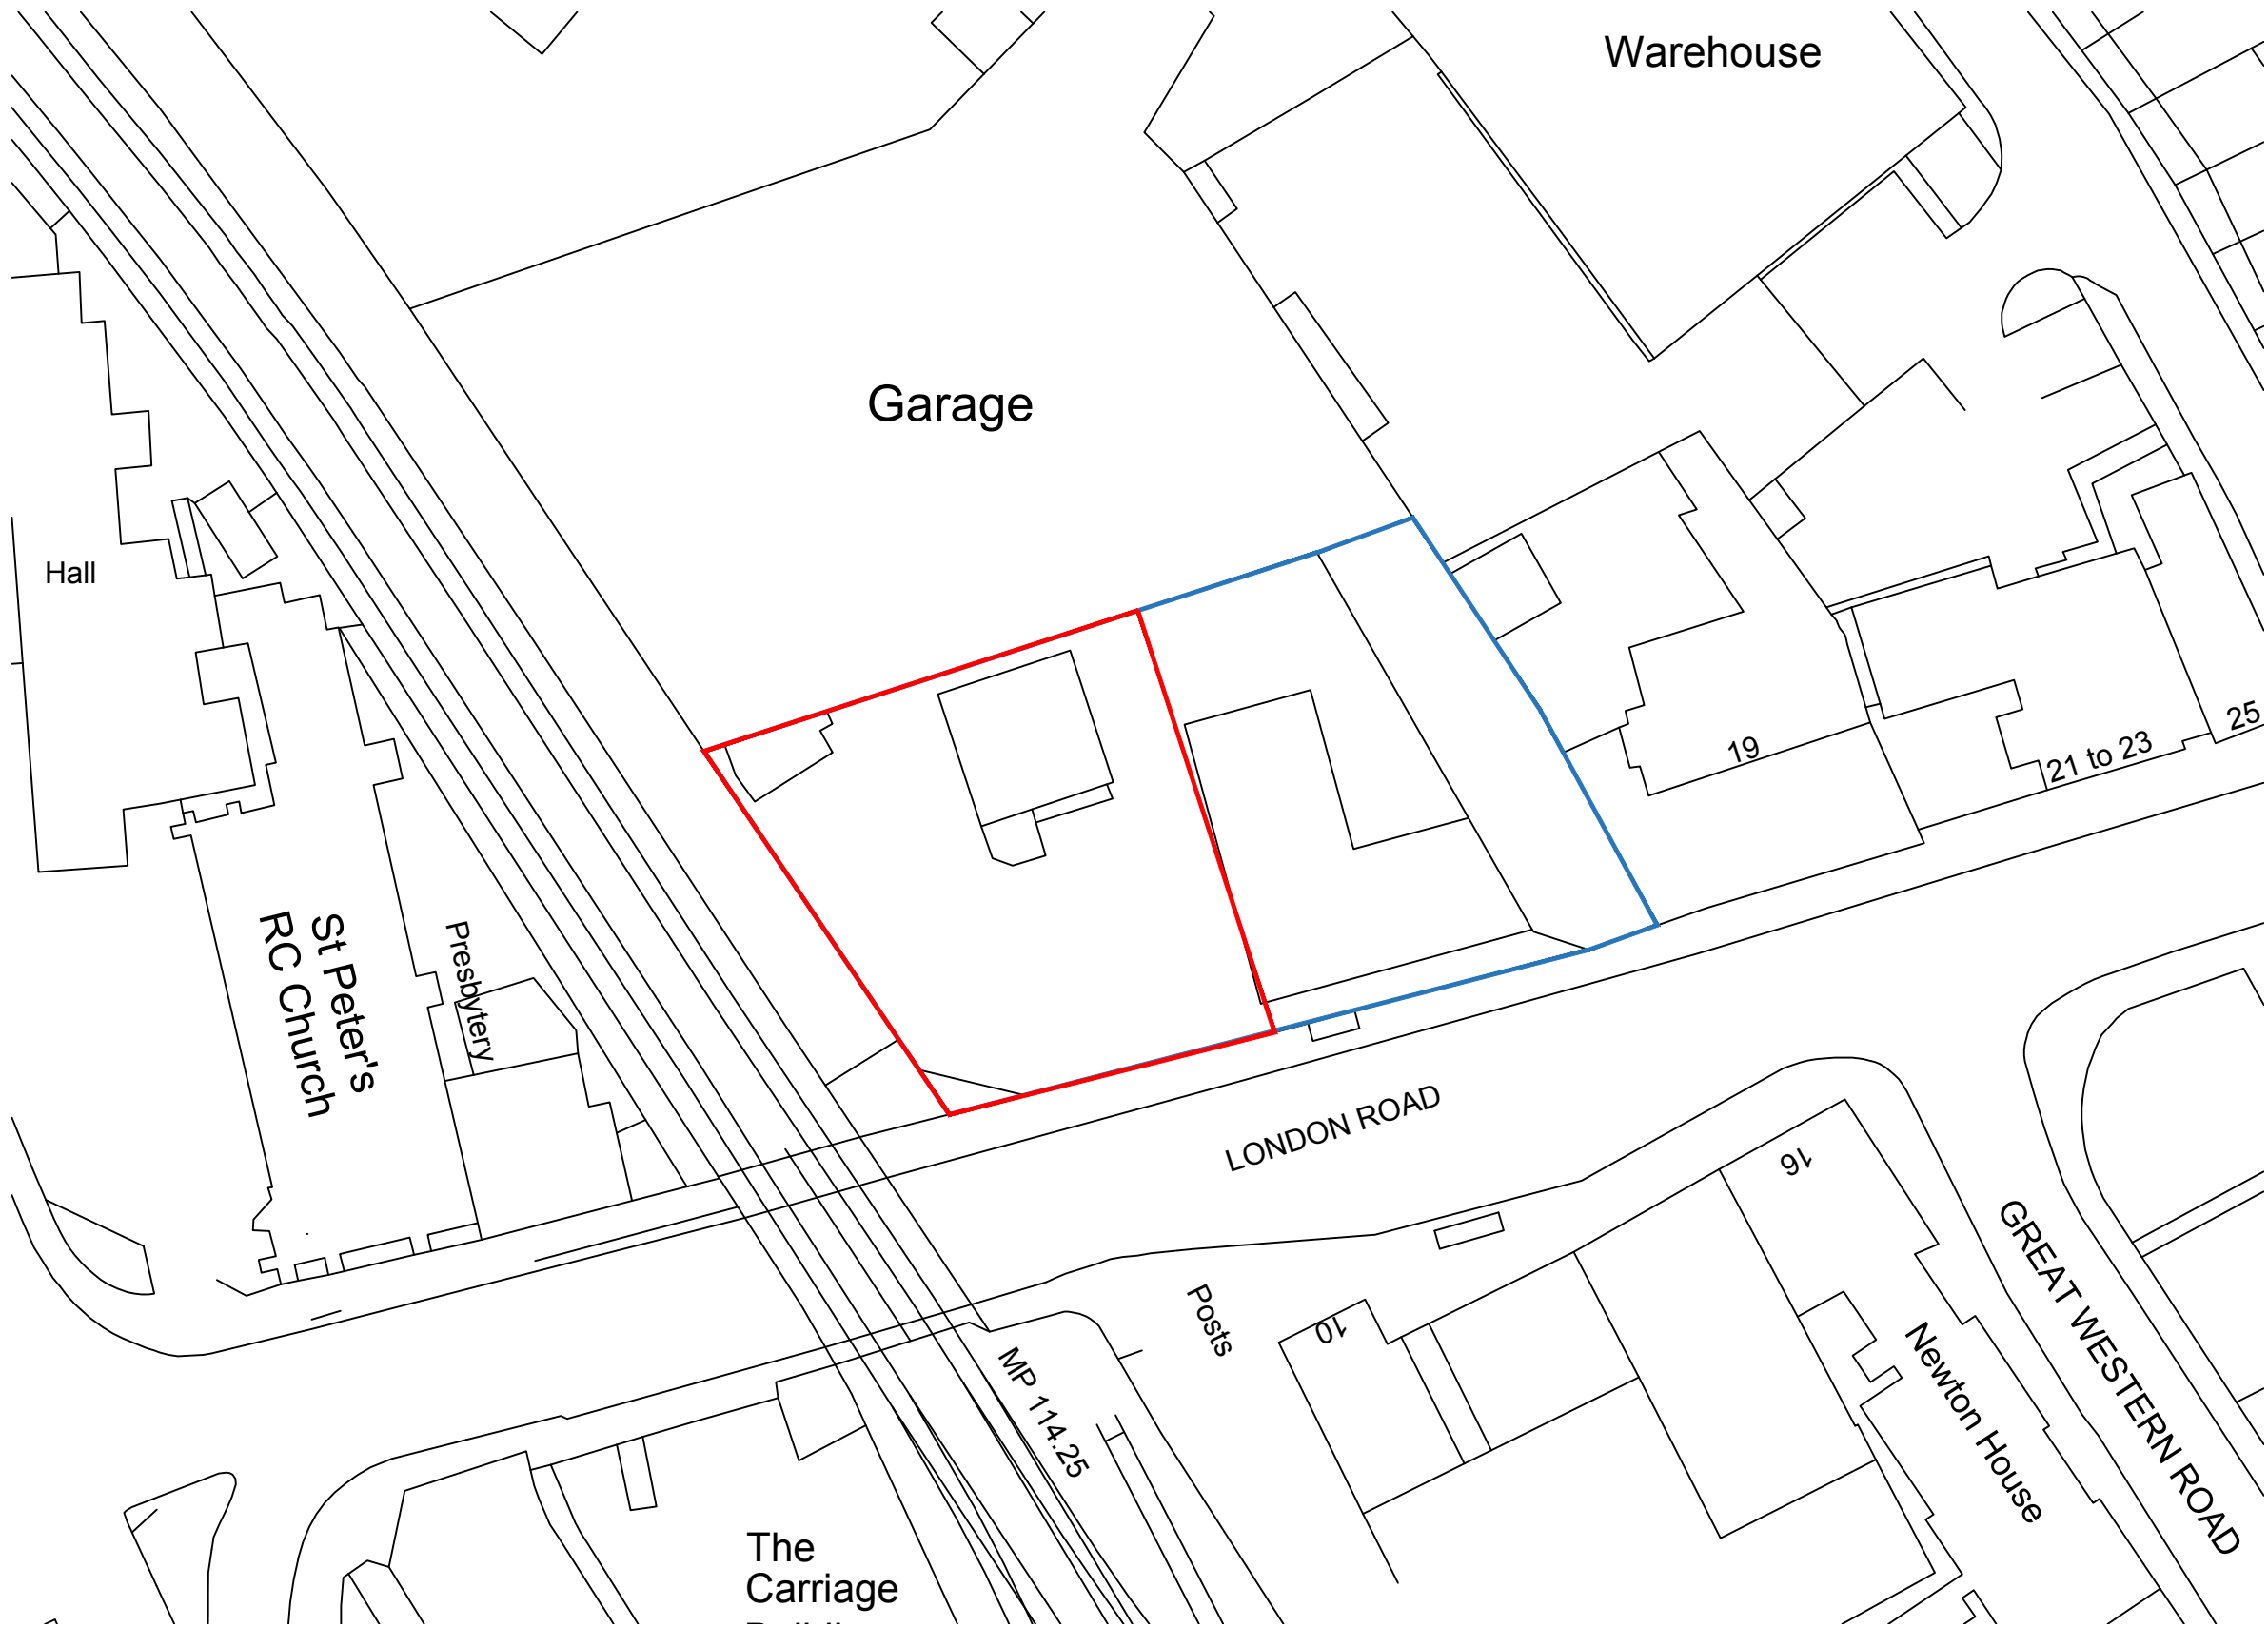 Warehouse
Garage
Hall
19
21 to 23
25
St Peter's
RC Church
Presbytery
LONDON ROAD
16
10
Posts
MP 114.25
Newton House
GREAT WESTERN ROAD
The
Carriage